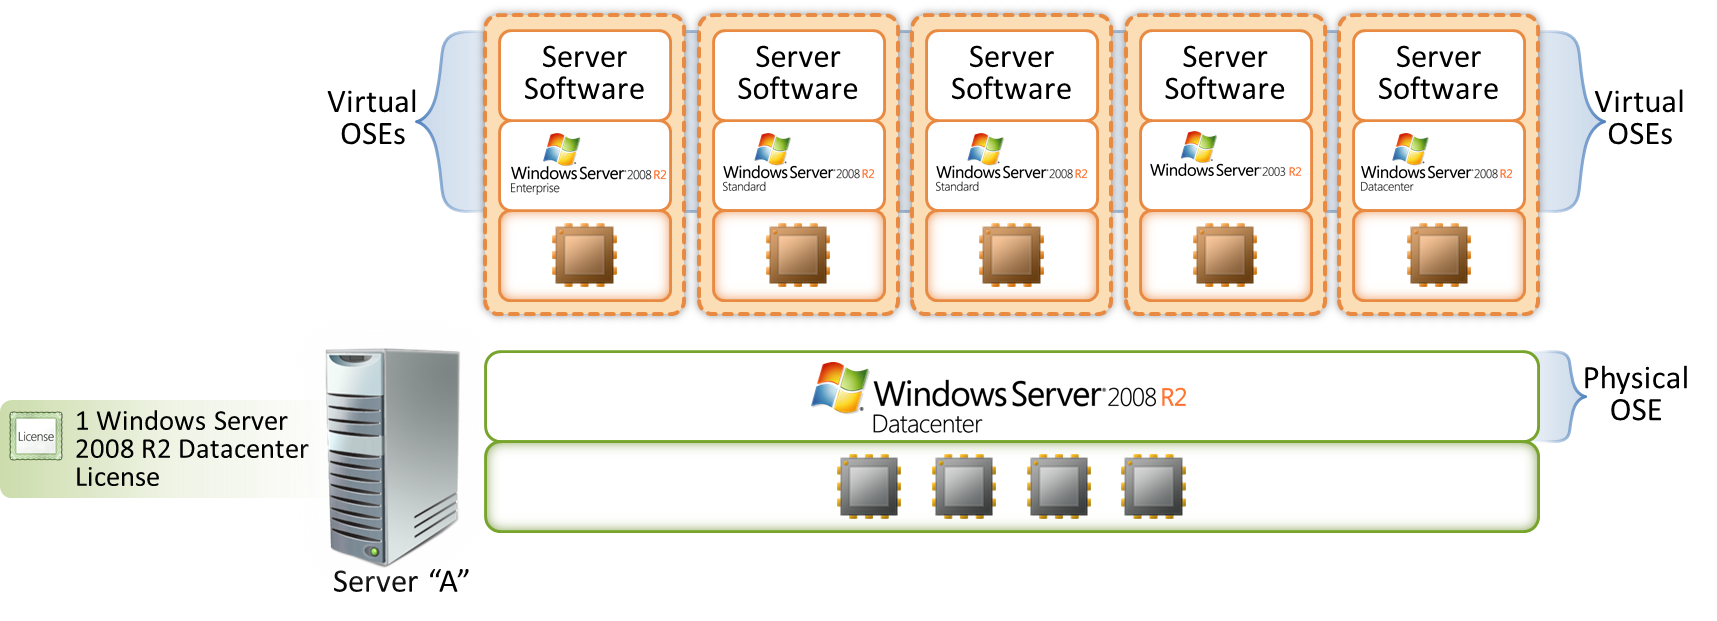 Virtual
OSEs
Server
Software
Windows Server 2008 R2
Enterprise
Server
Software
Windows Server 2008 R2
Standard
Server
Software
Windows Server 2008 R2
Standard
Server
Software
Windows Server 2003 R2
Server
Software
Windows Server 2008 R2
Datacenter
Virtual
OSEs
License
1 Windows Server
2008 R2 Datacenter
License
Server “A”
Windows Server 2008 R2
Datacenter
Physical
OSE